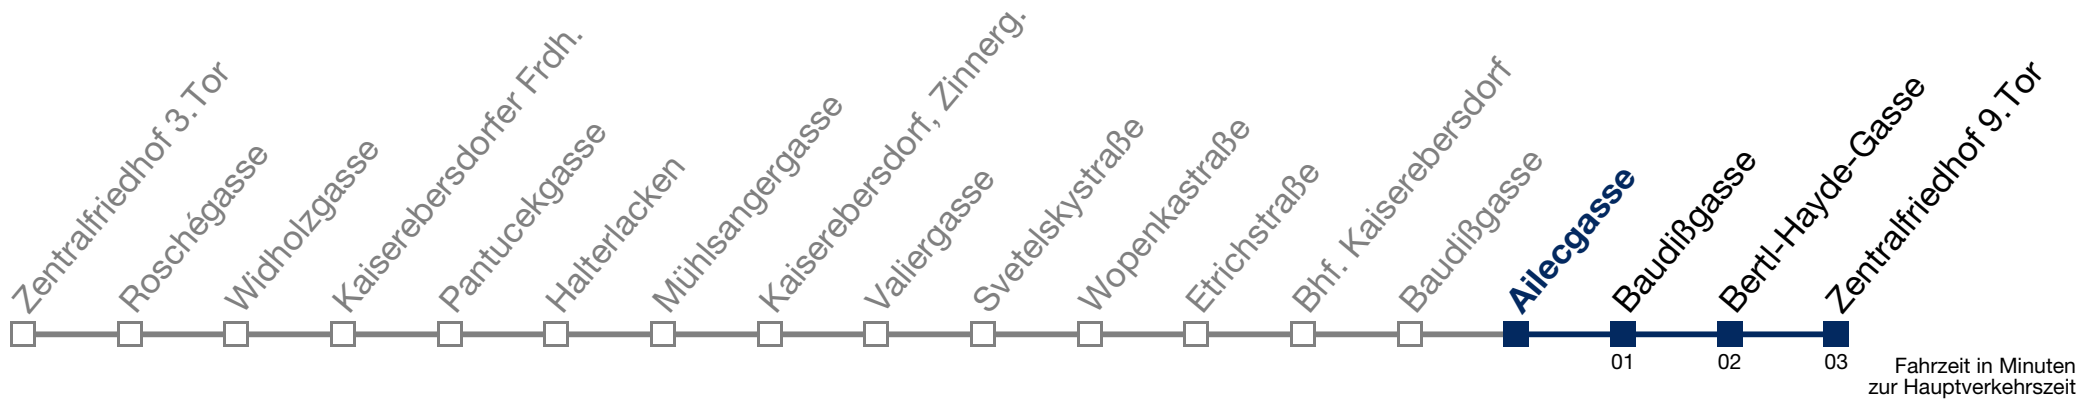 Zentralfriedhof 3.Tor
Roschégasse
Widholzgasse
Kaiserebersdorfer Frdh.
Pantucekgasse
Halterlacken
Mühlsangergasse
Kaiserebersdorf, Zinnerg.
Valiergasse
Svetelskystraße
Wopenkastraße
Etrichstraße
Bhf. Kaiserebersdorf
Baudißgasse
Ailecgasse
Baudißgasse
Bertl-Hayde-Gasse
Zentralfriedhof 9.Tor
01
02
03
Fahrzeit in Minuten
zur Hauptverkehrszeit